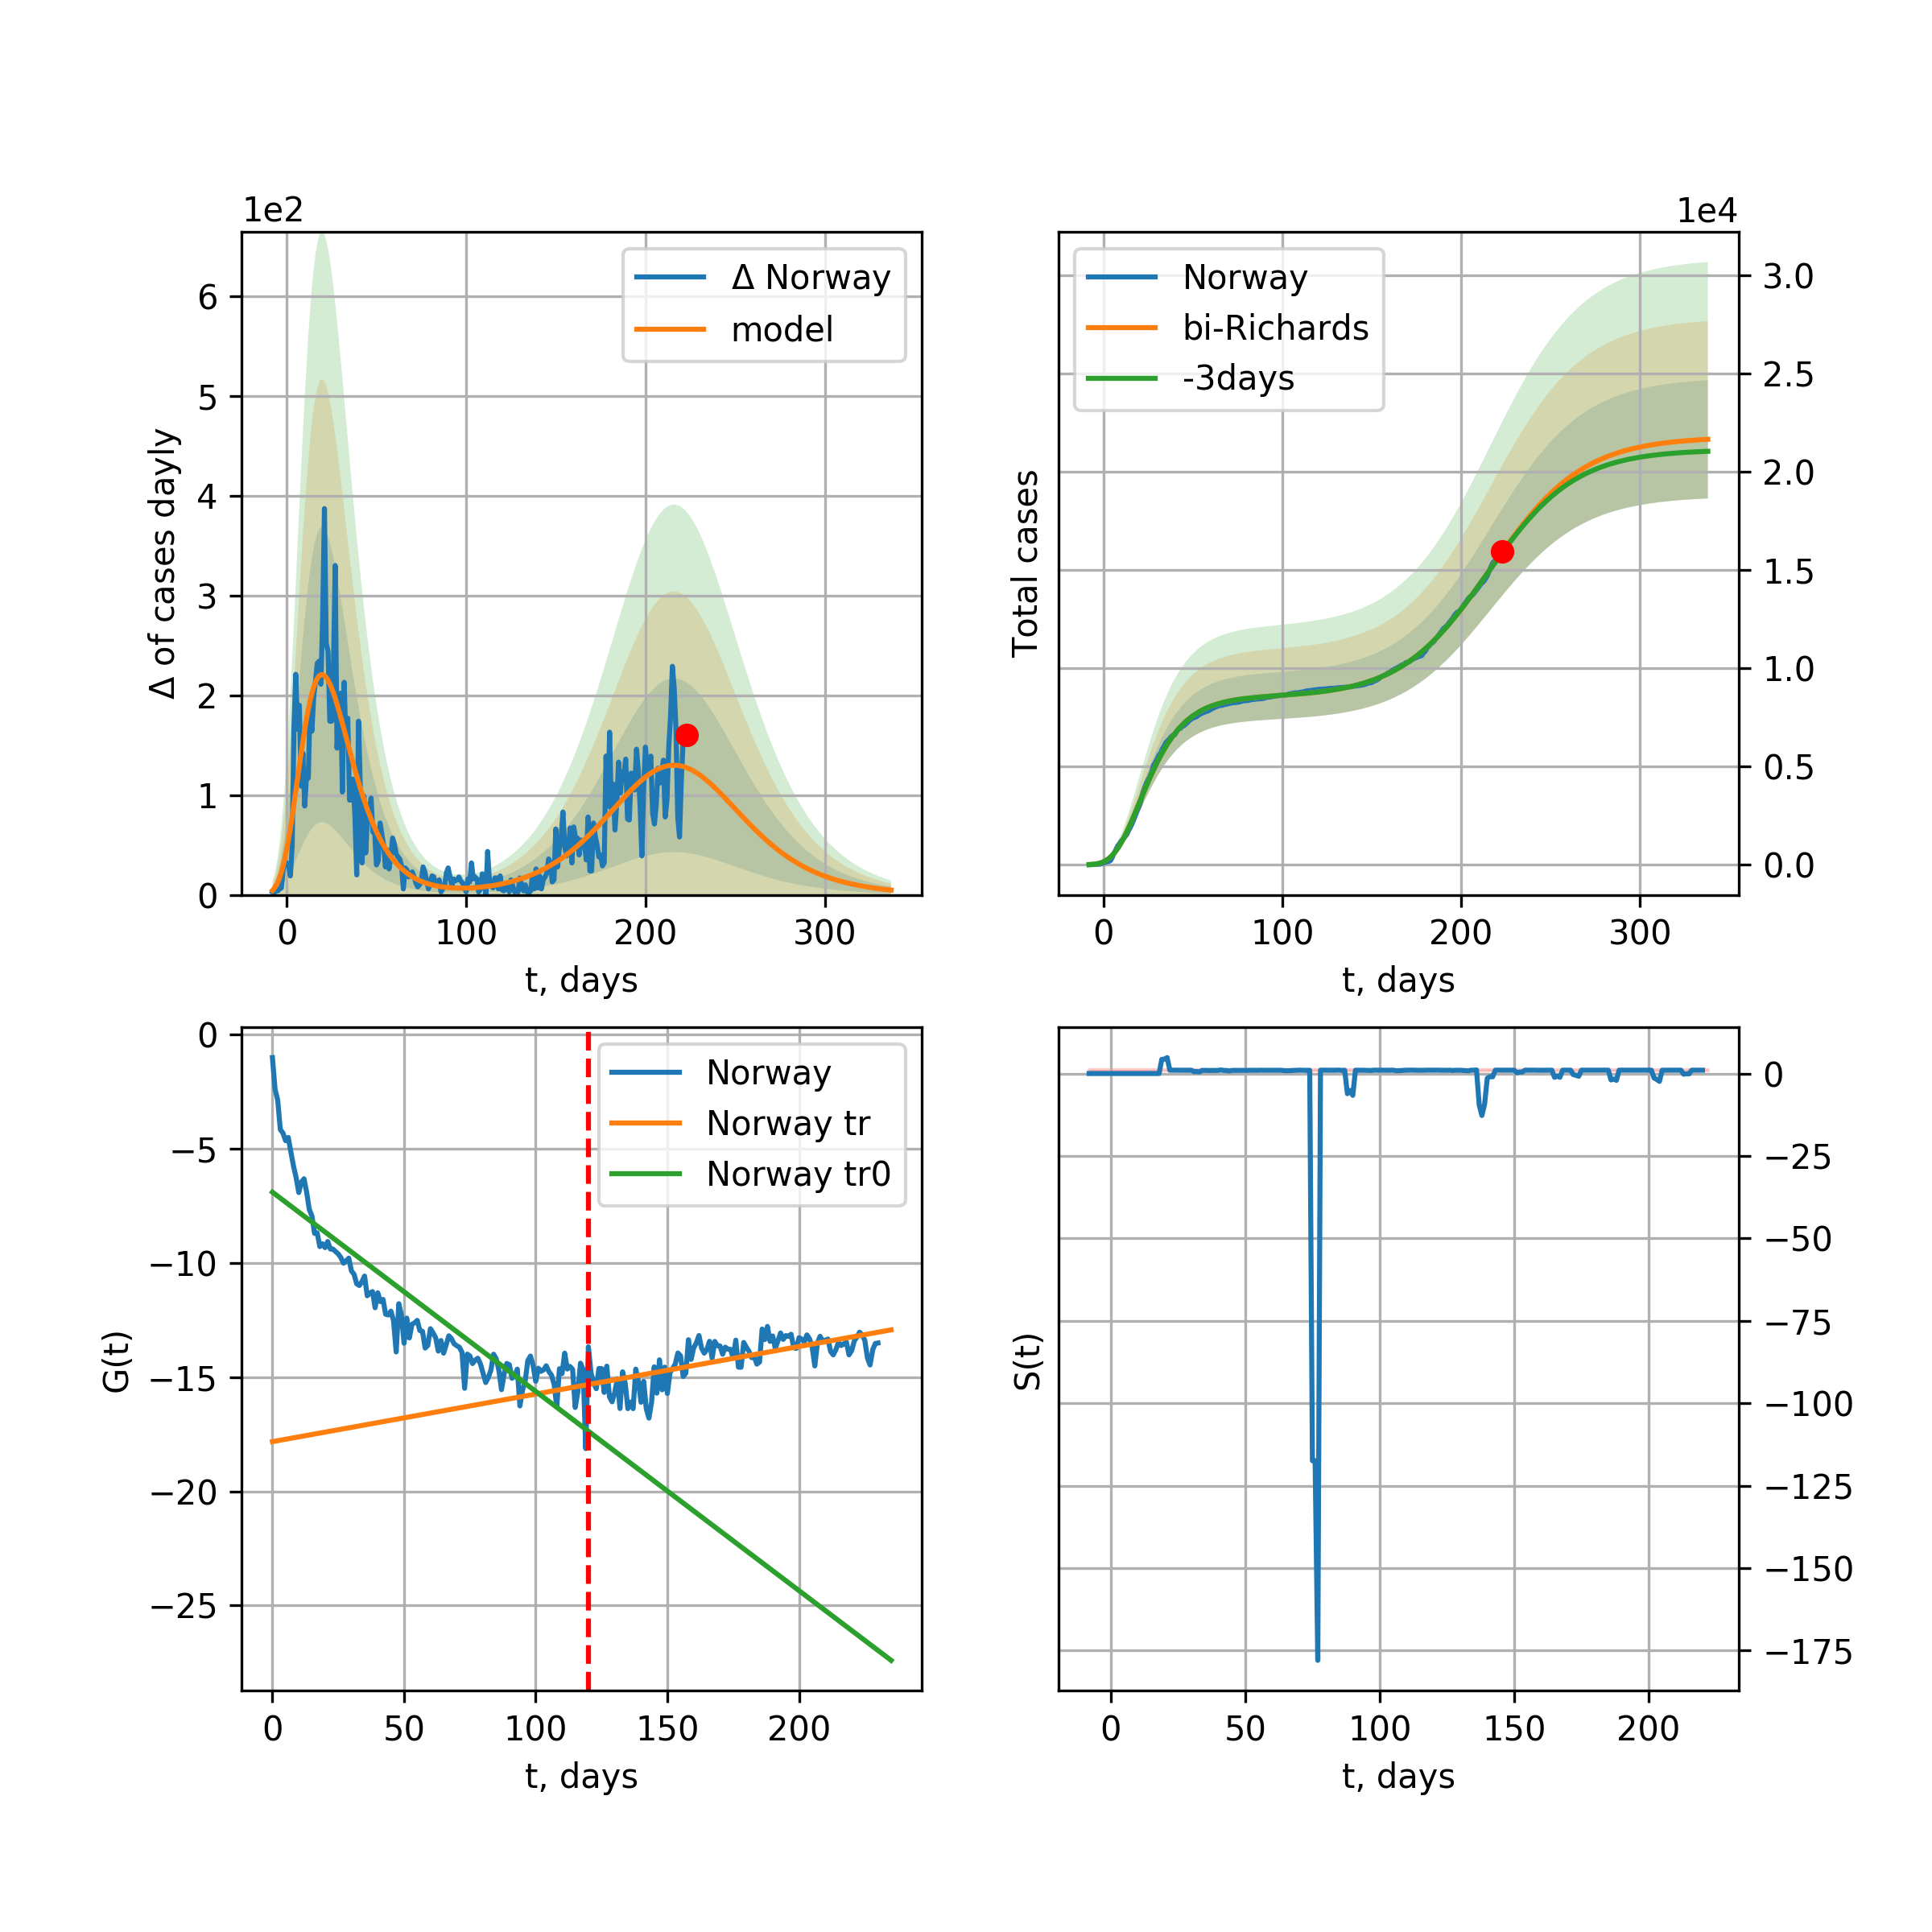 1e2
Δ Norway
model
6
5
4
3
2
1
0
Δ of cases dayly
0 100 200 300
t, days
1e4
Norway
bi-Richards
-3days
3.0
2.5
2.0
1.5
1.0
0.5
0.0
Total cases
0 100 200 300
t, days
Norway
Norway tr
Norway tr0
0
−5
−10
−15
−20
−25
G(t)
0 50 100 150 200
t, days
0
−25
−50
−75
−100
−125
−150
−175
S(t)
0 50 100 150 200
t, days